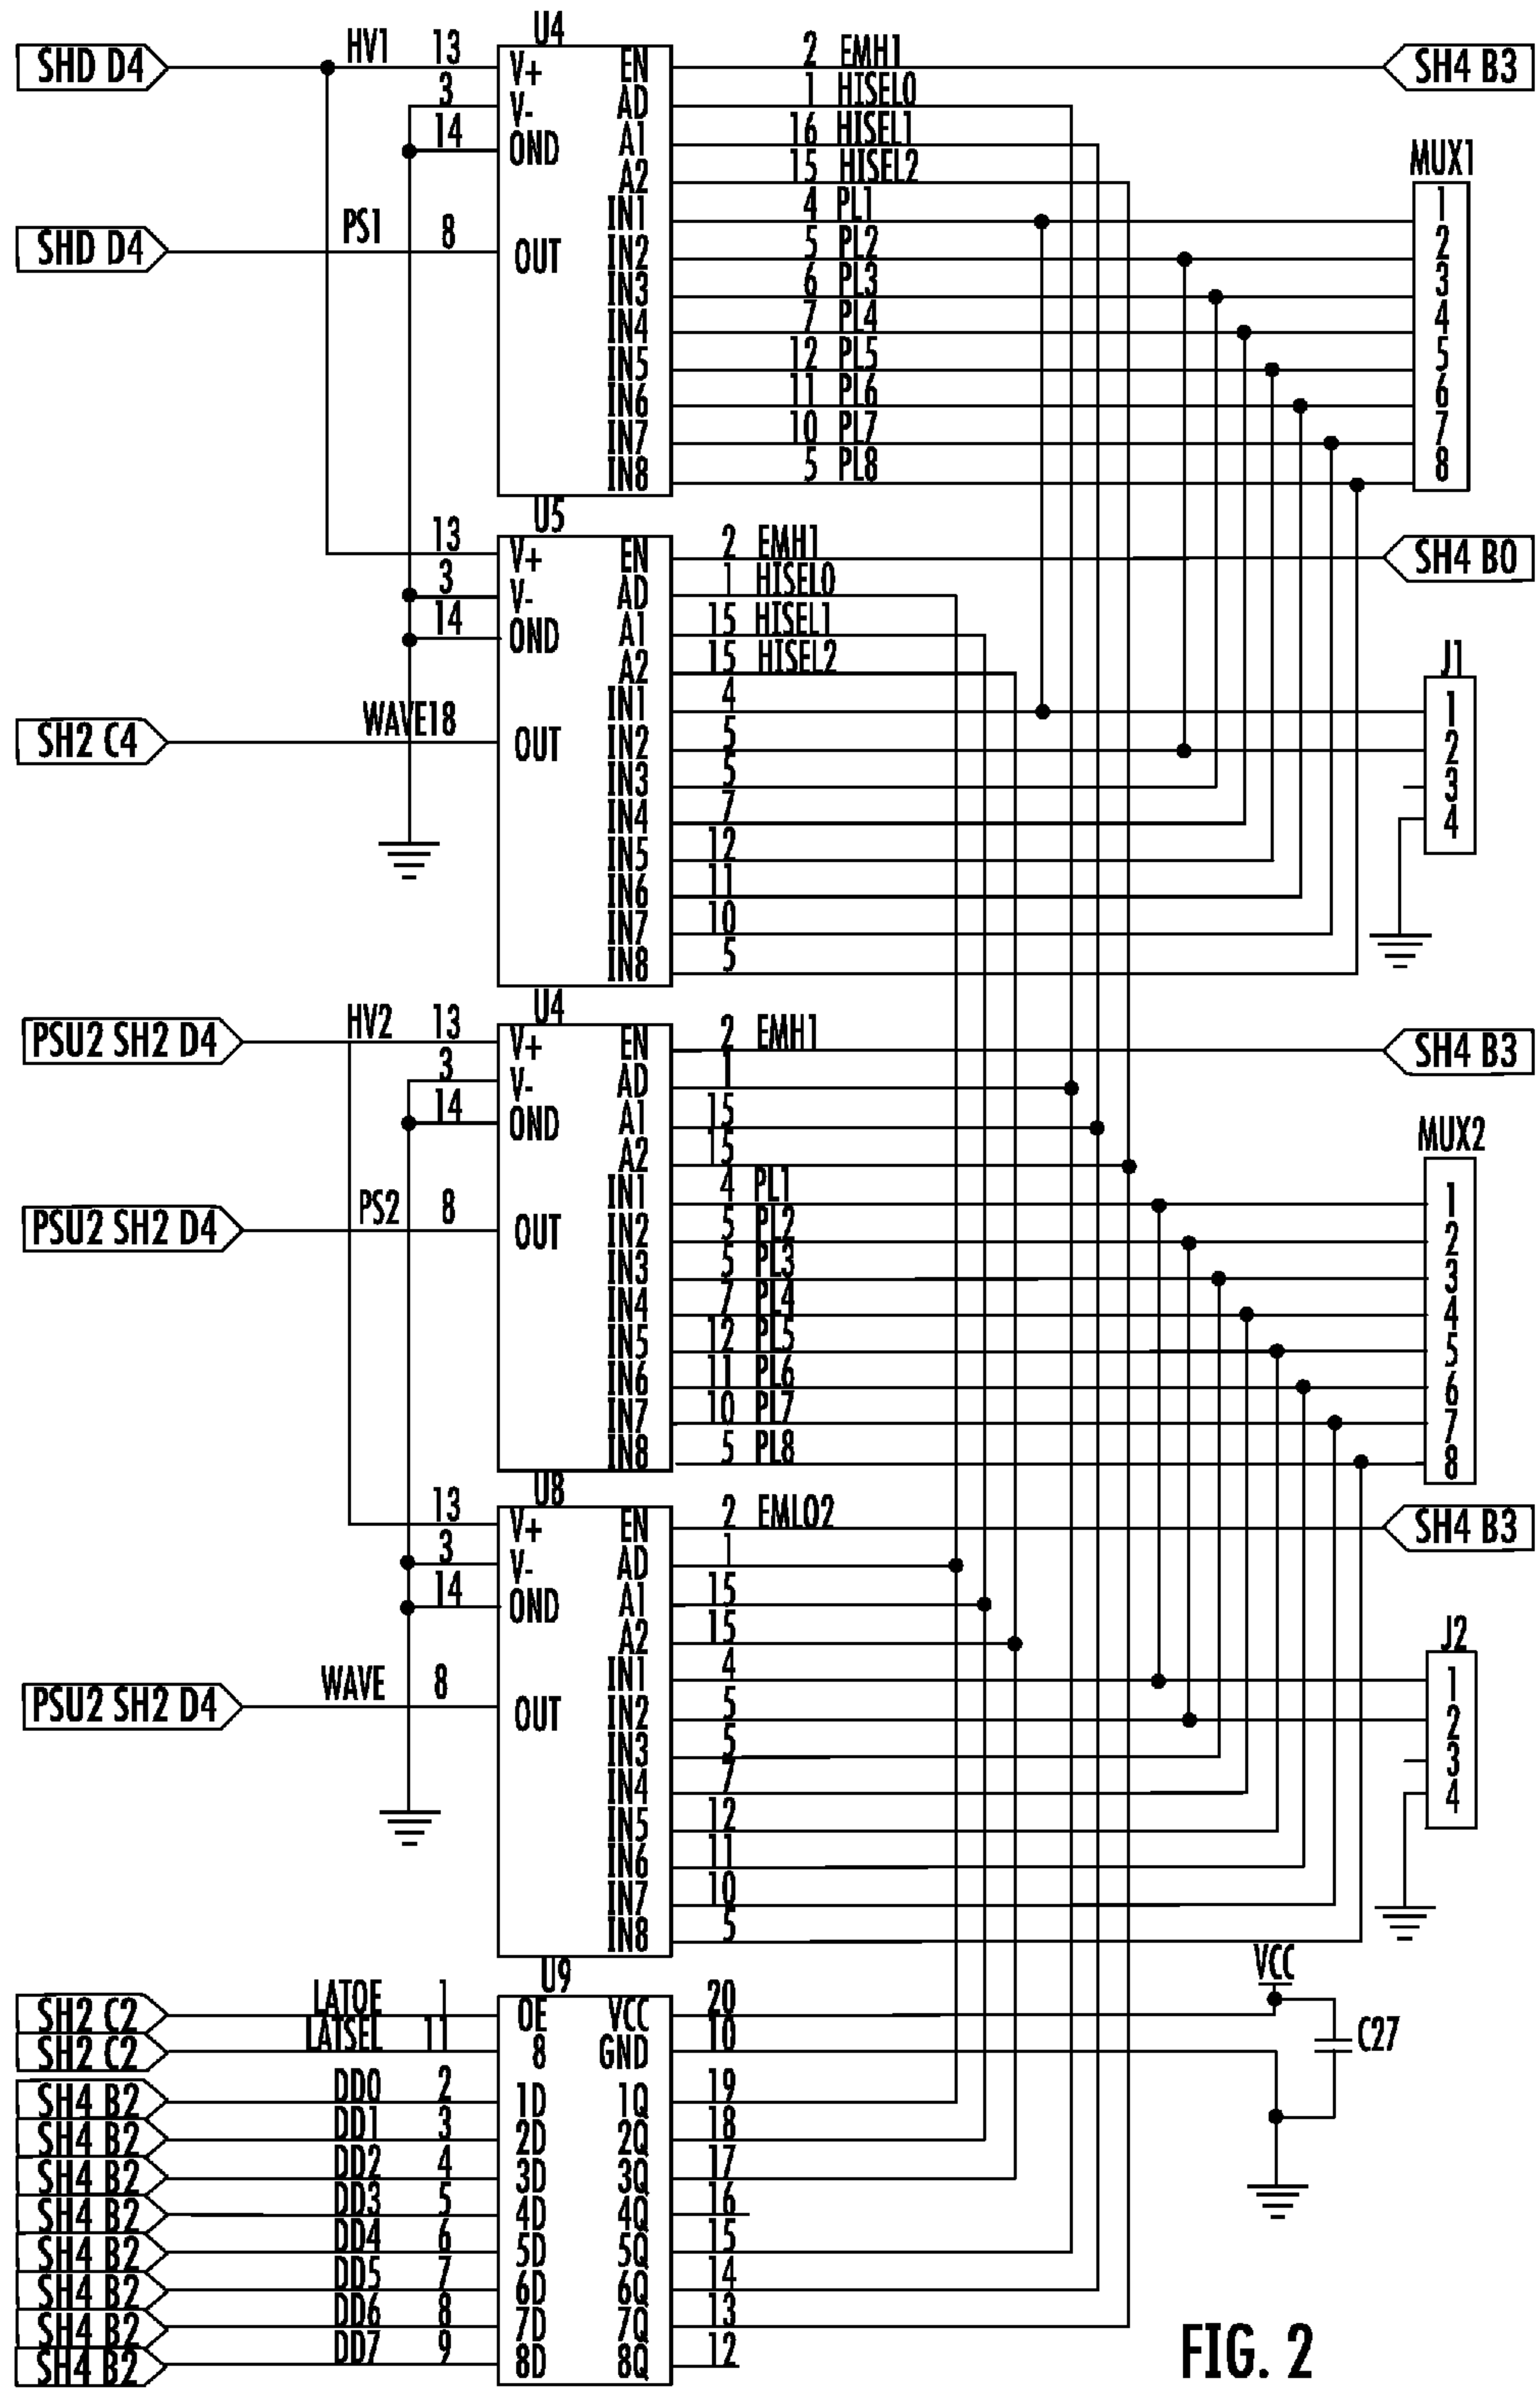 U4
SHD D4 HV1 13 V+ EN 2 EMH1 SH4 B3
3 V- AD 1 HISEL0
14 OND A1 16 HISEL1
A2 15 HISEL2 MUX1
IN1 4 PL1 1
SHD D4 PS1 8 OUT IN2 5 PL2 2
IN3 6 PL3 3
IN4 7 PL4 4
IN5 12 PL5 5
IN6 11 PL6 6
IN7 10 PL7 7
IN8 5 PL8 8
U5
13 V+ EN 2 EMH1 SH4 B0
3 V- AD 1 HISEL0
14 OND A1 15 HISEL1
A2 15 HISEL2 J1
IN1 4 1
SH2 C4 WAVE18 OUT IN2 5 2
IN3 5 3
IN4 7 4
IN5 12
IN6 11
IN7 10
IN8 5
U4
PSU2 SH2 D4 HV2 13 V+ EN 2 EMH1 SH4 B3
3 V- AD 1
14 OND A1 15
A2 15 MUX2
IN1 4 PL1 1
PSU2 SH2 D4 PS2 8 OUT IN2 5 PL2 2
IN3 5 PL3 3
IN4 7 PL4 4
IN5 12 PL5 5
IN6 11 PL6 6
IN7 10 PL7 7
IN8 5 PL8 8
U8
13 V+ EN 2 EMLO2 SH4 B3
3 V- AD 1
14 OND A1 15
A2 15 J2
IN1 4 1
PSU2 SH2 D4 WAVE 8 OUT IN2 5 2
IN3 5 3
IN4 7 4
IN5 12
IN6 11
IN7 10
IN8 5
U9 VCC
SH2 C2 LATOE 1 OE VCC 20
SH2 C2 LATSEL 11 8 GND 10 C27
SH4 B2 DD0 2 1D 1Q 19
SH4 B2 DD1 3 2D 2Q 18
SH4 B2 DD2 4 3D 3Q 17
SH4 B2 DD3 5 4D 4Q 16
SH4 B2 DD4 6 5D 5Q 15
SH4 B2 DD5 7 6D 6Q 14
SH4 B2 DD6 8 7D 7Q 13
SH4 B2 DD7 9 8D 8Q 12
FIG. 2